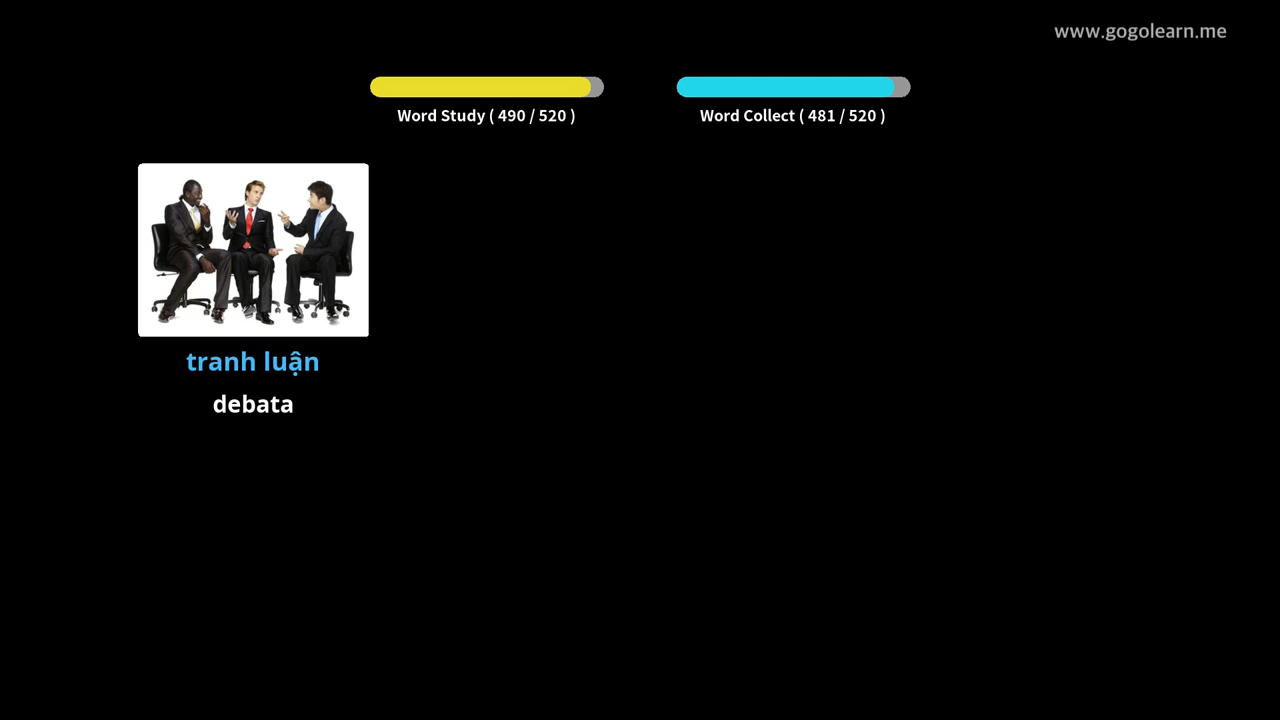 www.gogolearn.me
Word Study ( 490 / 520 )
Word Collect ( 481 / 520 )
tranh luận
debata